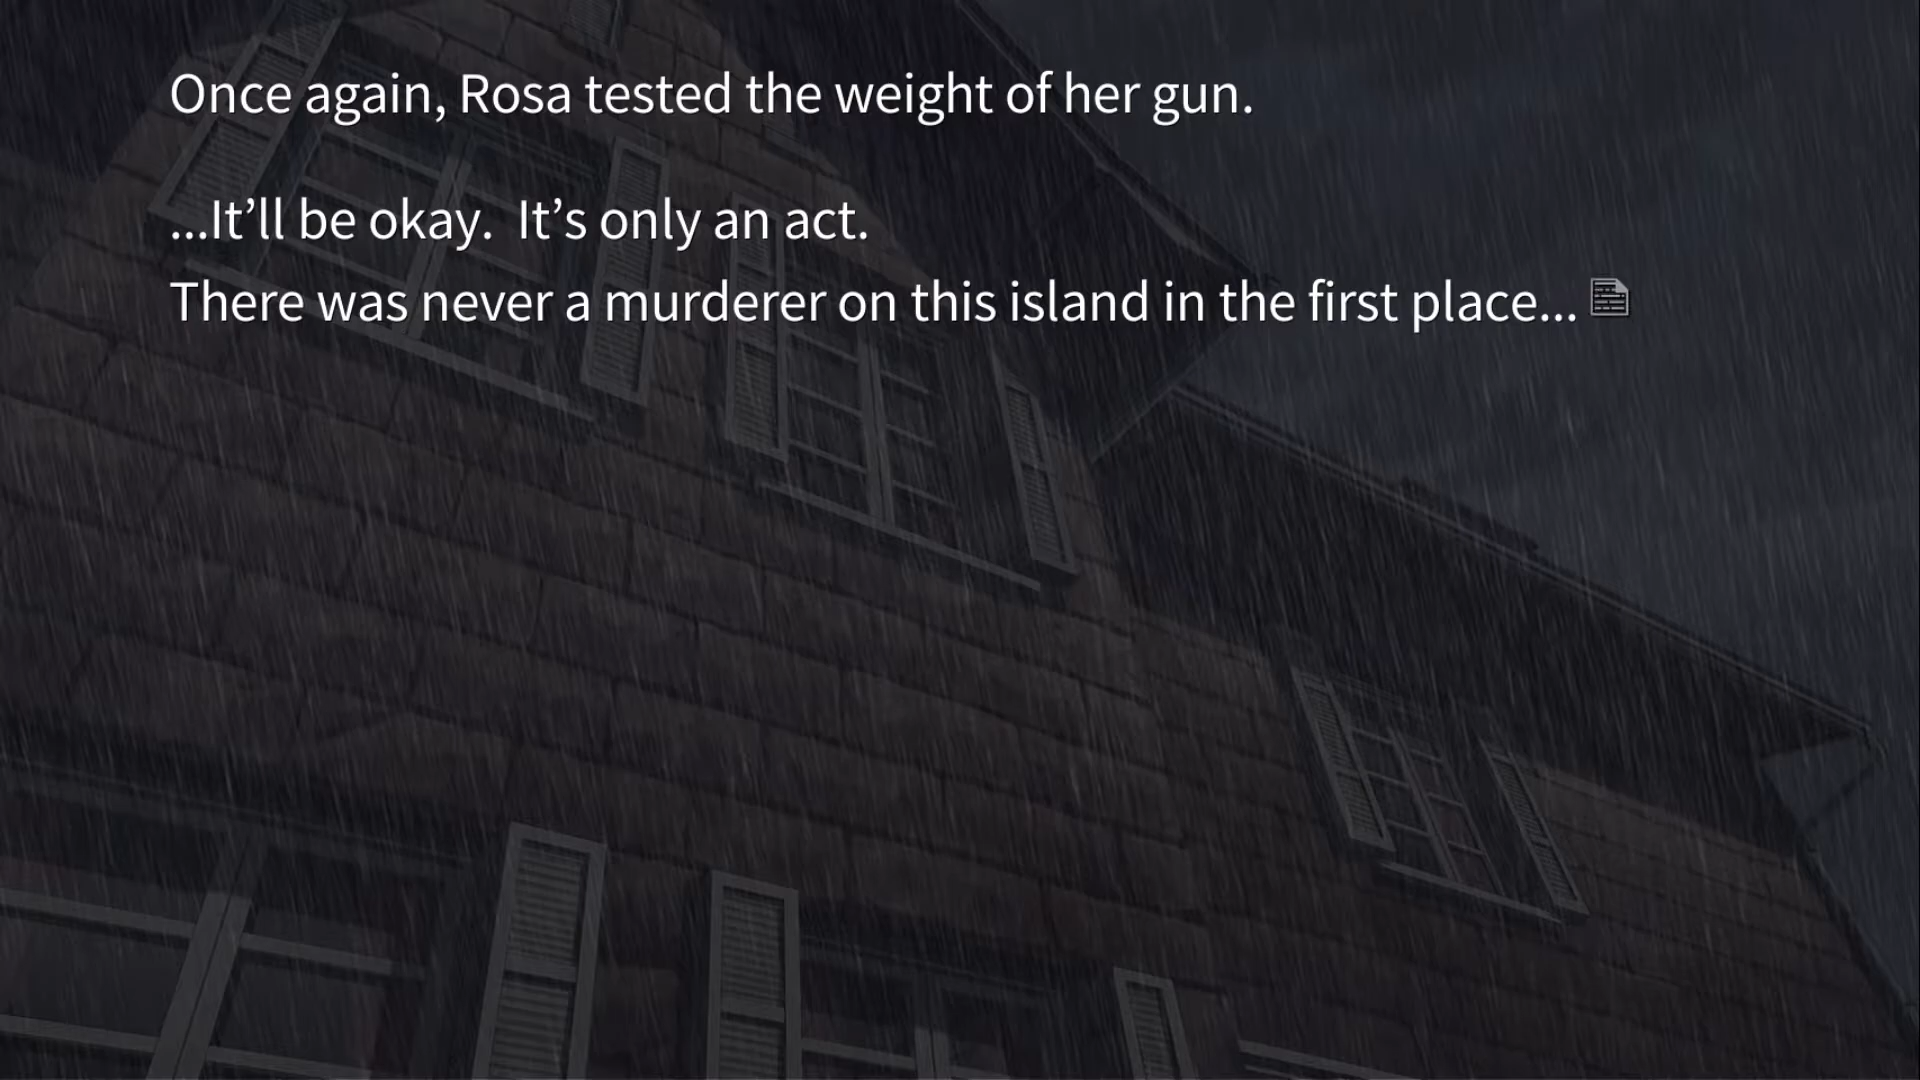 Once again, Rosa tested the weight of her gun.
...It’ll be okay.  It’s only an act.
There was never a murderer on this island in the first place...